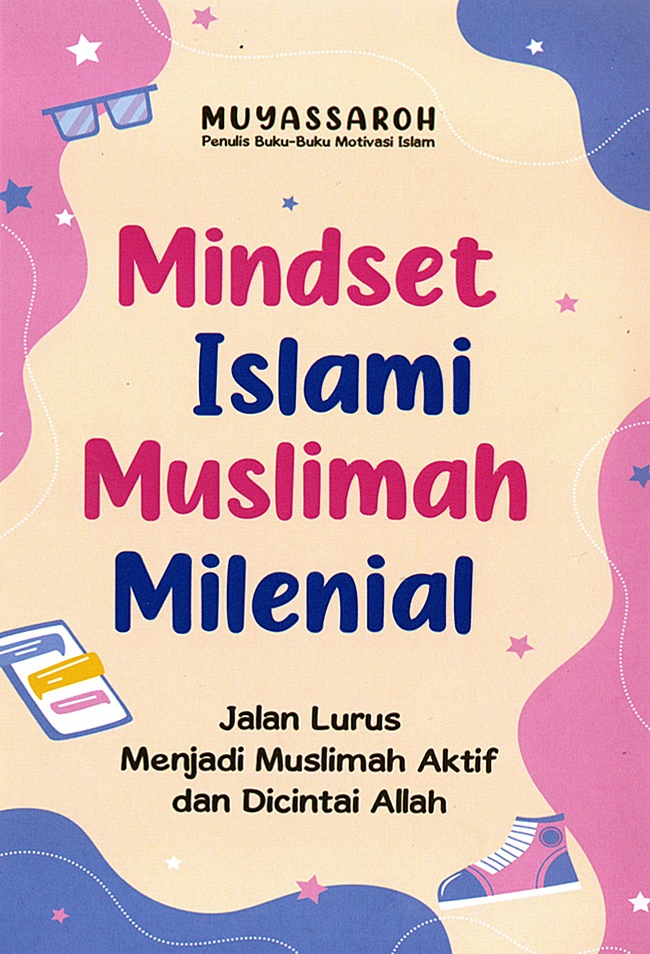 MUYASSAROH
Penulis Buku-Buku Motivasi Islam
Mindset
Islami
Muslimah
Milenial
Jalan Lurus
Menjadi Muslimah Aktif
dan Dicintai Allah